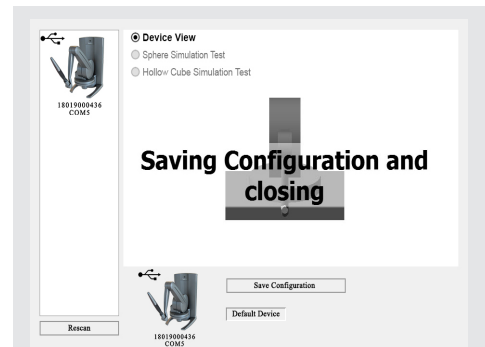 Device View
Sphere Simulation Test
Hollow Cube Simulation Test
18019000436
COM5
Saving Configuration and
closing
Save Configuration
Default Device
Rescan
18019000436
COM5